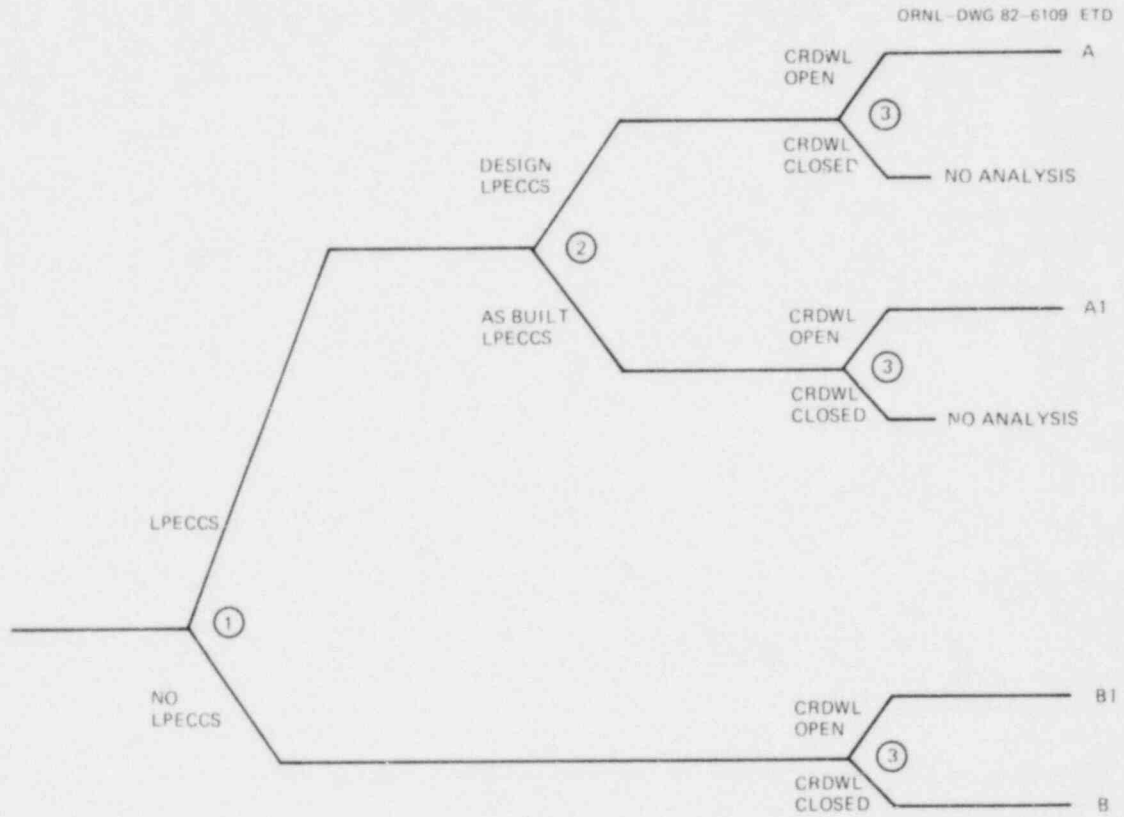 ORNL-DWG 82-6109 ETD
CRDWL
OPEN
A
3
CRDWL
CLOSED
NO ANALYSIS
DESIGN
LPECCS
2
AS BUILT
LPECCS
CRDWL
OPEN
A1
3
CRDWL
CLOSED
NO ANALYSIS
LPECCS
1
NO
LPECCS
CRDWL
OPEN
B1
3
CRDWL
CLOSED
B